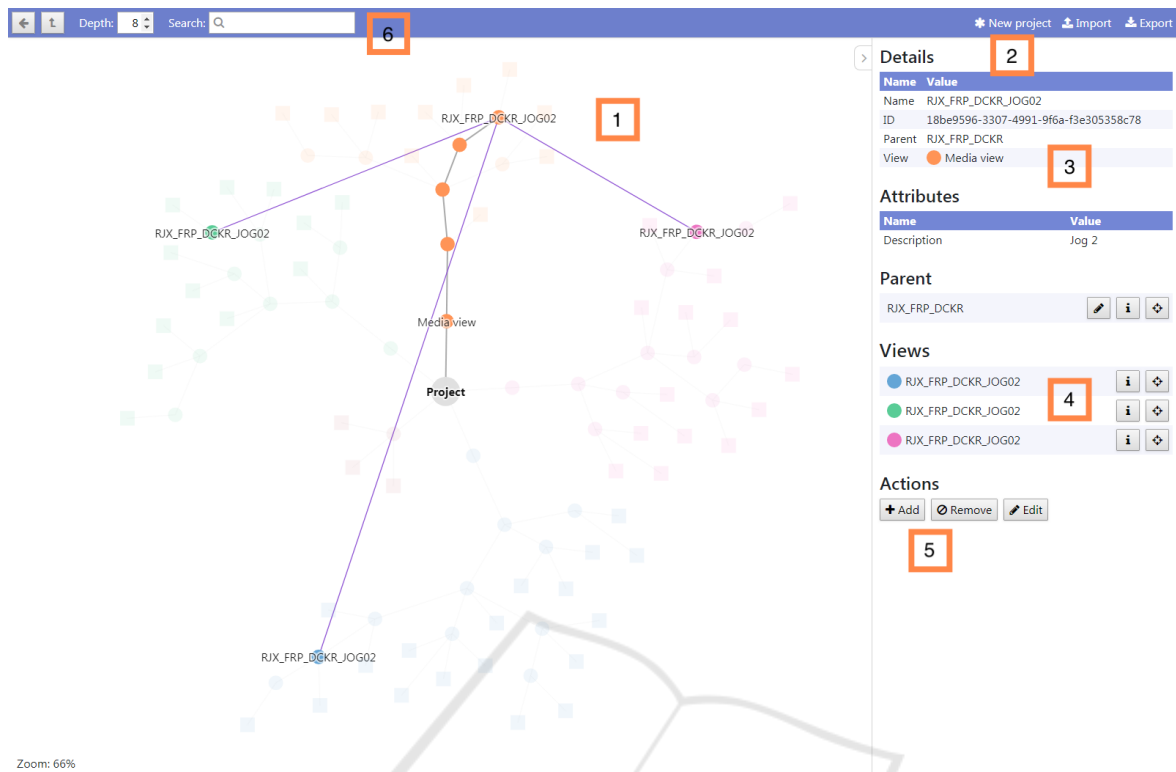 Depth: 8 Search: 6 New project Import Export
1
RJX_FRP_DCKR_JOG02
RJX_FRP_DCKR_JOG02
RJX_FRP_DCKR_JOG02
Media view
Project
RJX_FRP_DCKR_JOG02
Zoom: 66%
Details
2
Name Value
Name RJX_FRP_DCKR_JOG02
ID 18be9596-3307-4991-9f6a-f3e305358c78
Parent RJX_FRP_DCKR
View Media view
3
Attributes
Name Value
Description Jog 2
Parent
RJX_FRP_DCKR i
Views
RJX_FRP_DCKR_JOG02 i
RJX_FRP_DCKR_JOG02 4 i
RJX_FRP_DCKR_JOG02 i
Actions
Add Remove Edit
5